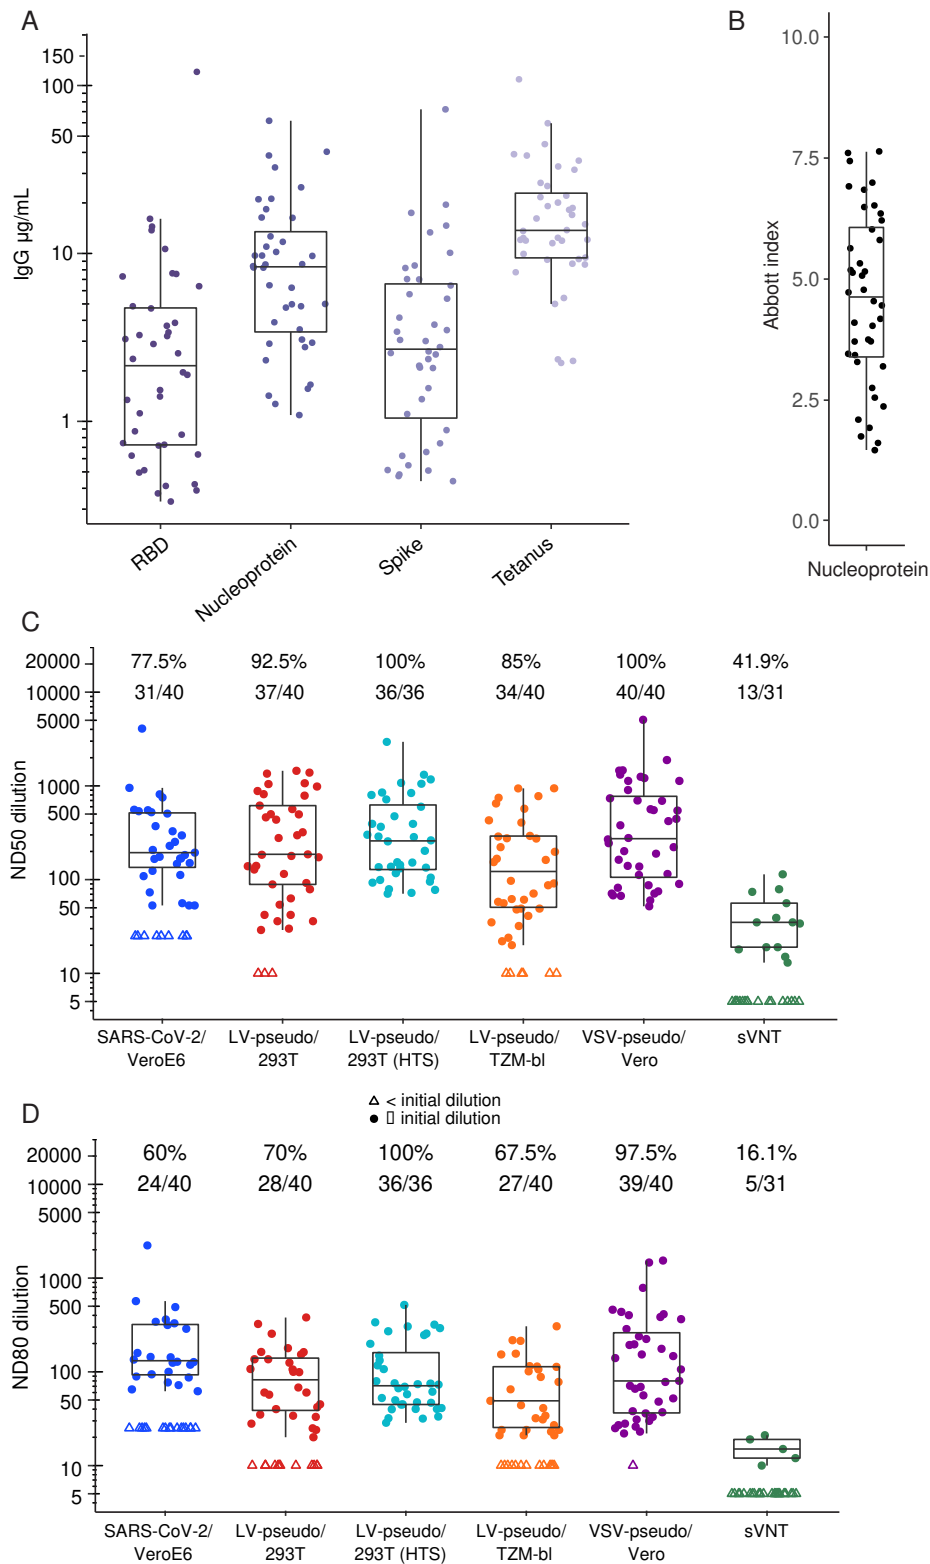 A
B
150
100
50
10
1
IgG µg/mL
RBD
Nucleoprotein
Spike
Tetanus
10.0
7.5
5.0
2.5
0.0
Abbott index
Nucleoprotein
C
20000
10000
5000
1000
500
100
50
10
5
ND50 dilution
77.5% 92.5% 100% 85% 100% 41.9%
31/40 37/40 36/36 34/40 40/40 13/31
SARS-CoV-2/ LV-pseudo/ LV-pseudo/ LV-pseudo/ VSV-pseudo/ sVNT
VeroE6 293T 293T (HTS) TZM-bl Vero
△ < initial dilution
● ▯ initial dilution
D
20000
10000
5000
1000
500
100
50
10
5
ND80 dilution
60% 70% 100% 67.5% 97.5% 16.1%
24/40 28/40 36/36 27/40 39/40 5/31
SARS-CoV-2/ LV-pseudo/ LV-pseudo/ LV-pseudo/ VSV-pseudo/ sVNT
VeroE6 293T 293T (HTS) TZM-bl Vero